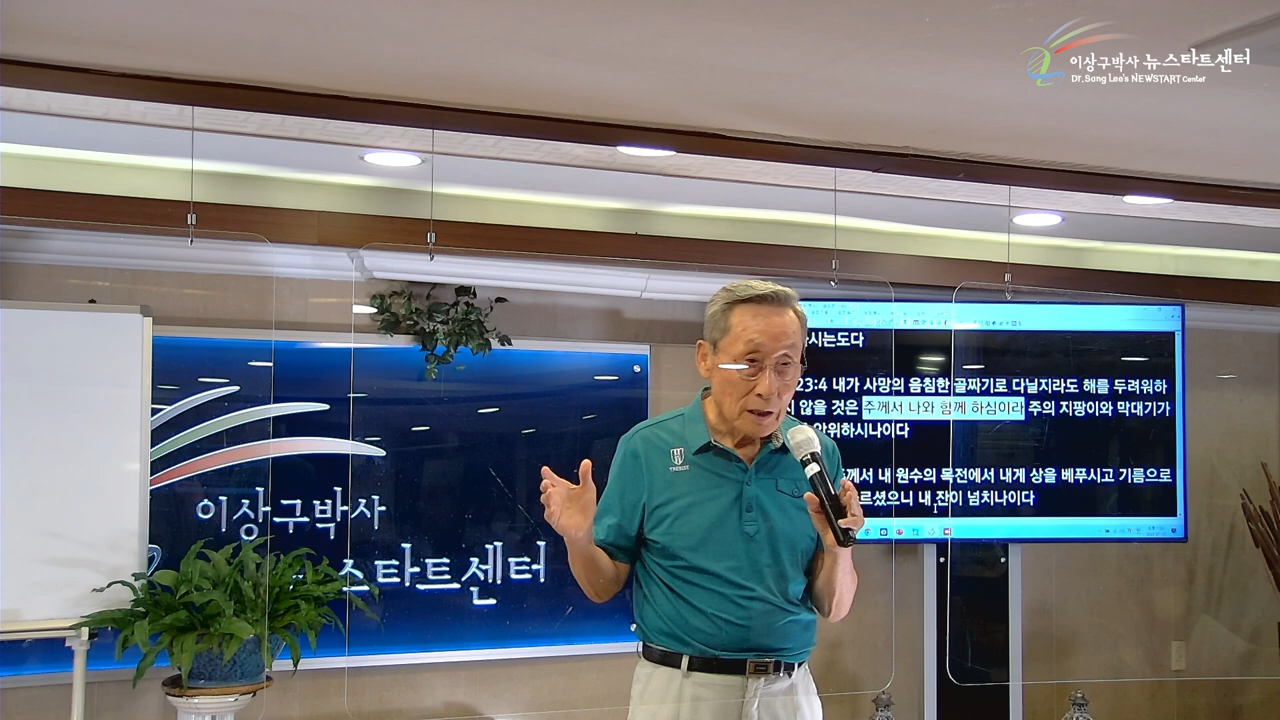 이상구박사 뉴스타트센터
Dr. Sang Lee's NEWSTART Center
하시는도다
23:4 내가 사망의 음침한 골짜기로 다닐지라도 해를 두려워하
지 않을 것은 주께서 나와 함께 하심이라 주의 지팡이와 막대기가
안위하시나이다
께서 내 원수의 목전에서 내게 상을 베푸시고 기름으로
르셨으니 내 잔이 넘치나이다
이상구박사
스타트센터